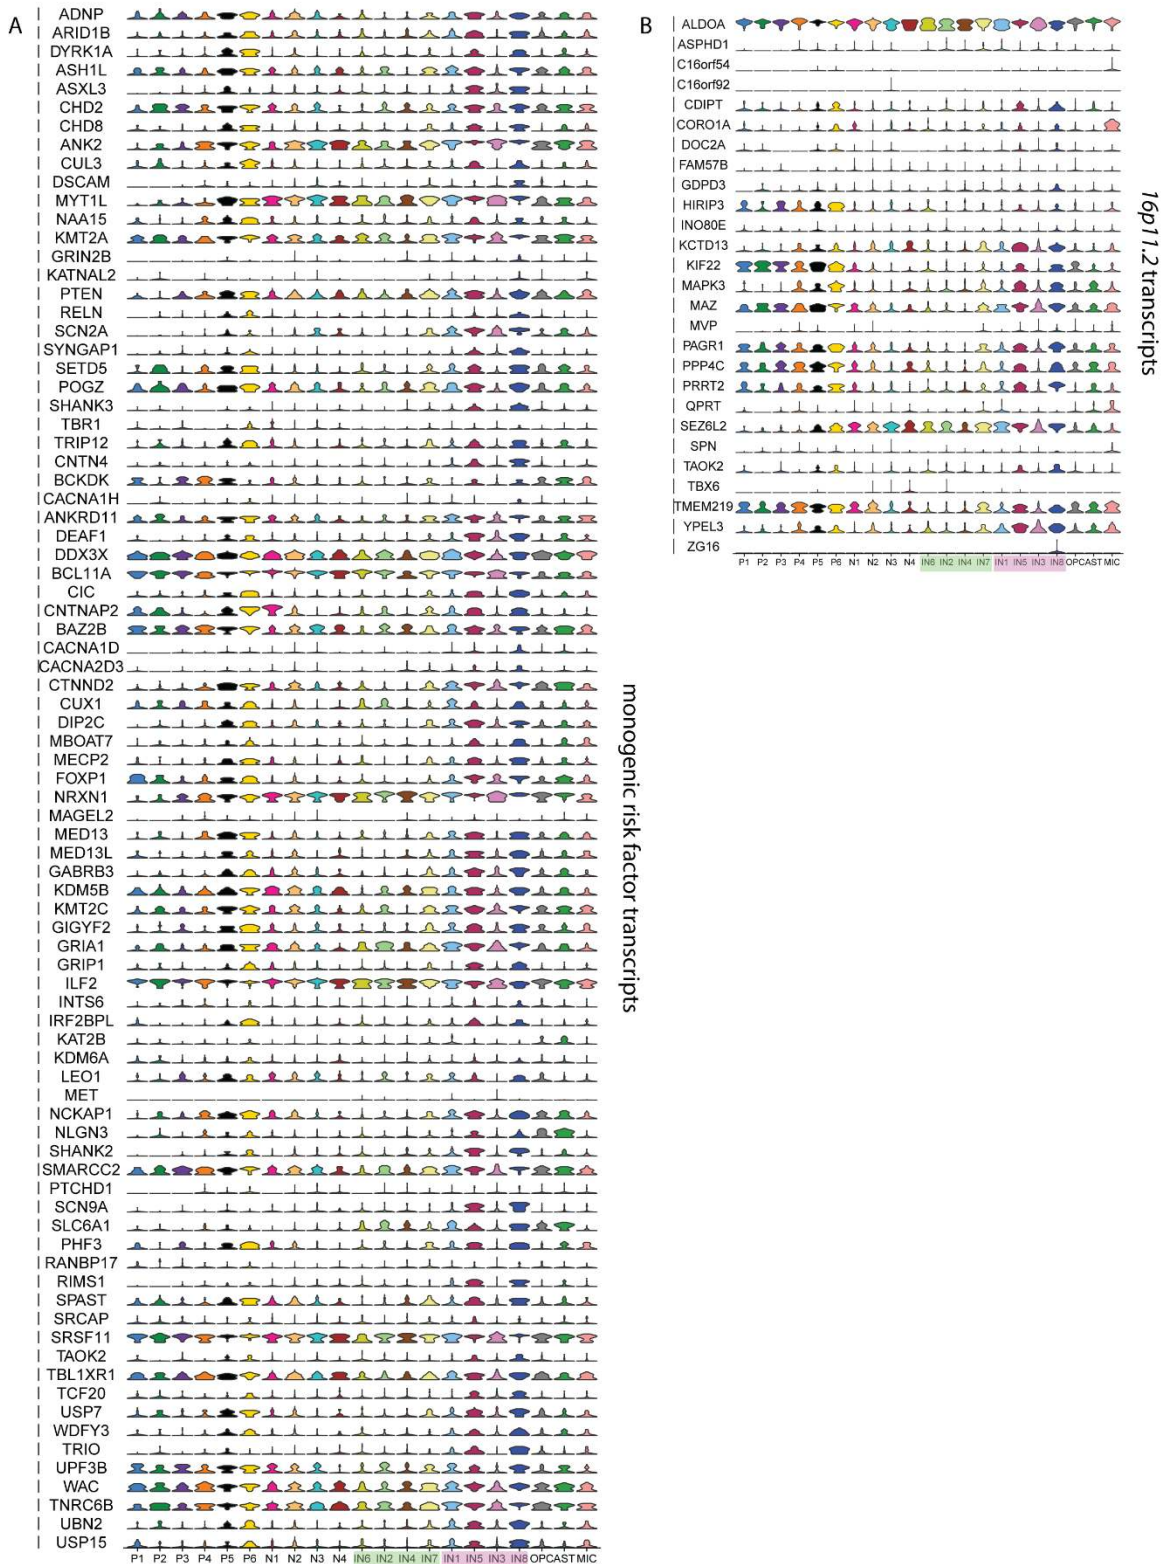 A
ADNP
ARID1B
DYRK1A
ASH1L
ASXL3
CHD2
CHD8
ANK2
CUL3
DSCAM
MYT1L
NAA15
KMT2A
GRIN2B
KATNAL2
PTEN
RELN
SCN2A
SYNGAP1
SETD5
POGZ
SHANK3
TBR1
TRIP12
CNTN4
BCKDK
CACNA1H
ANKRD11
DEAF1
DDX3X
BCL11A
CIC
CNTNAP2
BAZ2B
CACNA1D
CACNA2D3
CTNND2
CUX1
DIP2C
MBOAT7
MECP2
FOXP1
NRXN1
MAGEL2
MED13
MED13L
GABRB3
KDM5B
KMT2C
GIGYF2
GRIA1
GRIP1
ILF2
INTS6
IRF2BPL
KAT2B
KDM6A
LEO1
MET
NCKAP1
NLGN3
SHANK2
SMARCC2
PTCHD1
SCN9A
SLC6A1
PHF3
RANBP17
RIMS1
SPAST
SRCAP
SRSF11
TAOK2
TBL1XR1
TCF20
USP7
WDFY3
TRIO
UPF3B
WAC
TNRC6B
UBN2
USP15
P1 P2 P3 P4 P5 P6 N1 N2 N3 N4 IN6 IN2 IN4 IN7 IN1 IN5 IN3 IN8 OPC AST MIC
monogenic risk factor transcripts
B
ALDOA
ASPHD1
C16orf54
C16orf92
CDIPT
CORO1A
DOC2A
FAM57B
GDPD3
HIRIP3
INO80E
KCTD13
KIF22
MAPK3
MAZ
MVP
PAGR1
PPP4C
PRRT2
QPRT
SEZ6L2
SPN
TAOK2
TBX6
TMEM219
YPEL3
ZG16
P1 P2 P3 P4 P5 P6 N1 N2 N3 N4 IN6 IN2 IN4 IN7 IN1 IN5 IN3 IN8 OPC AST MIC
16p11.2 transcripts